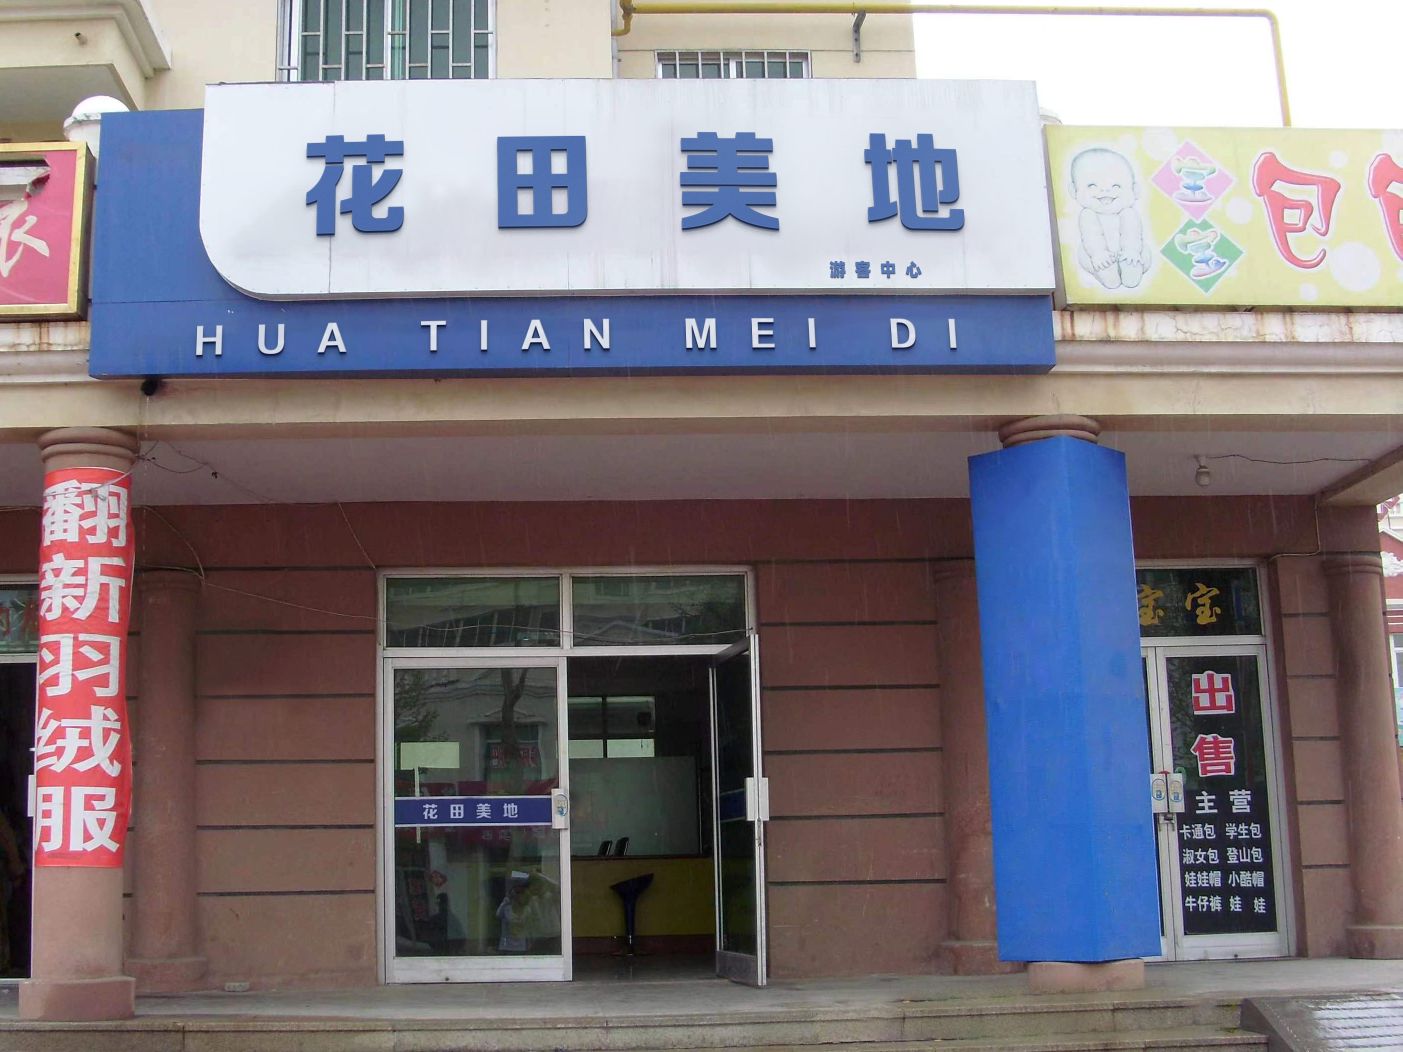 花田美地
游客中心
HUA TIAN MEI DI
宝宝
包
翻新羽绒服
花田美地
宝宝
出售
主营
卡通包 学生包
淑女包 登山包
娃娃帽 小酷帽
牛仔裤 娃娃